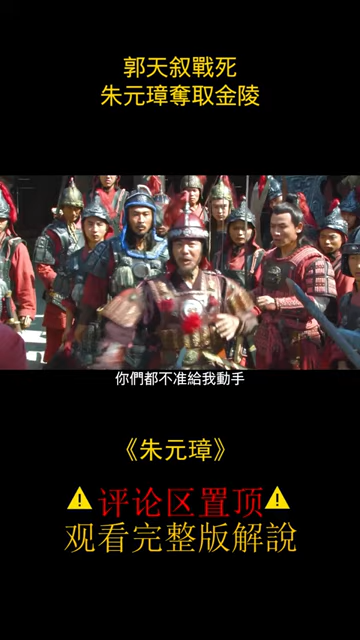 郭天叙戰死
朱元璋奪取金陵
你們都不准給我動手
《朱元璋》
评论区置顶
观看完整版解說